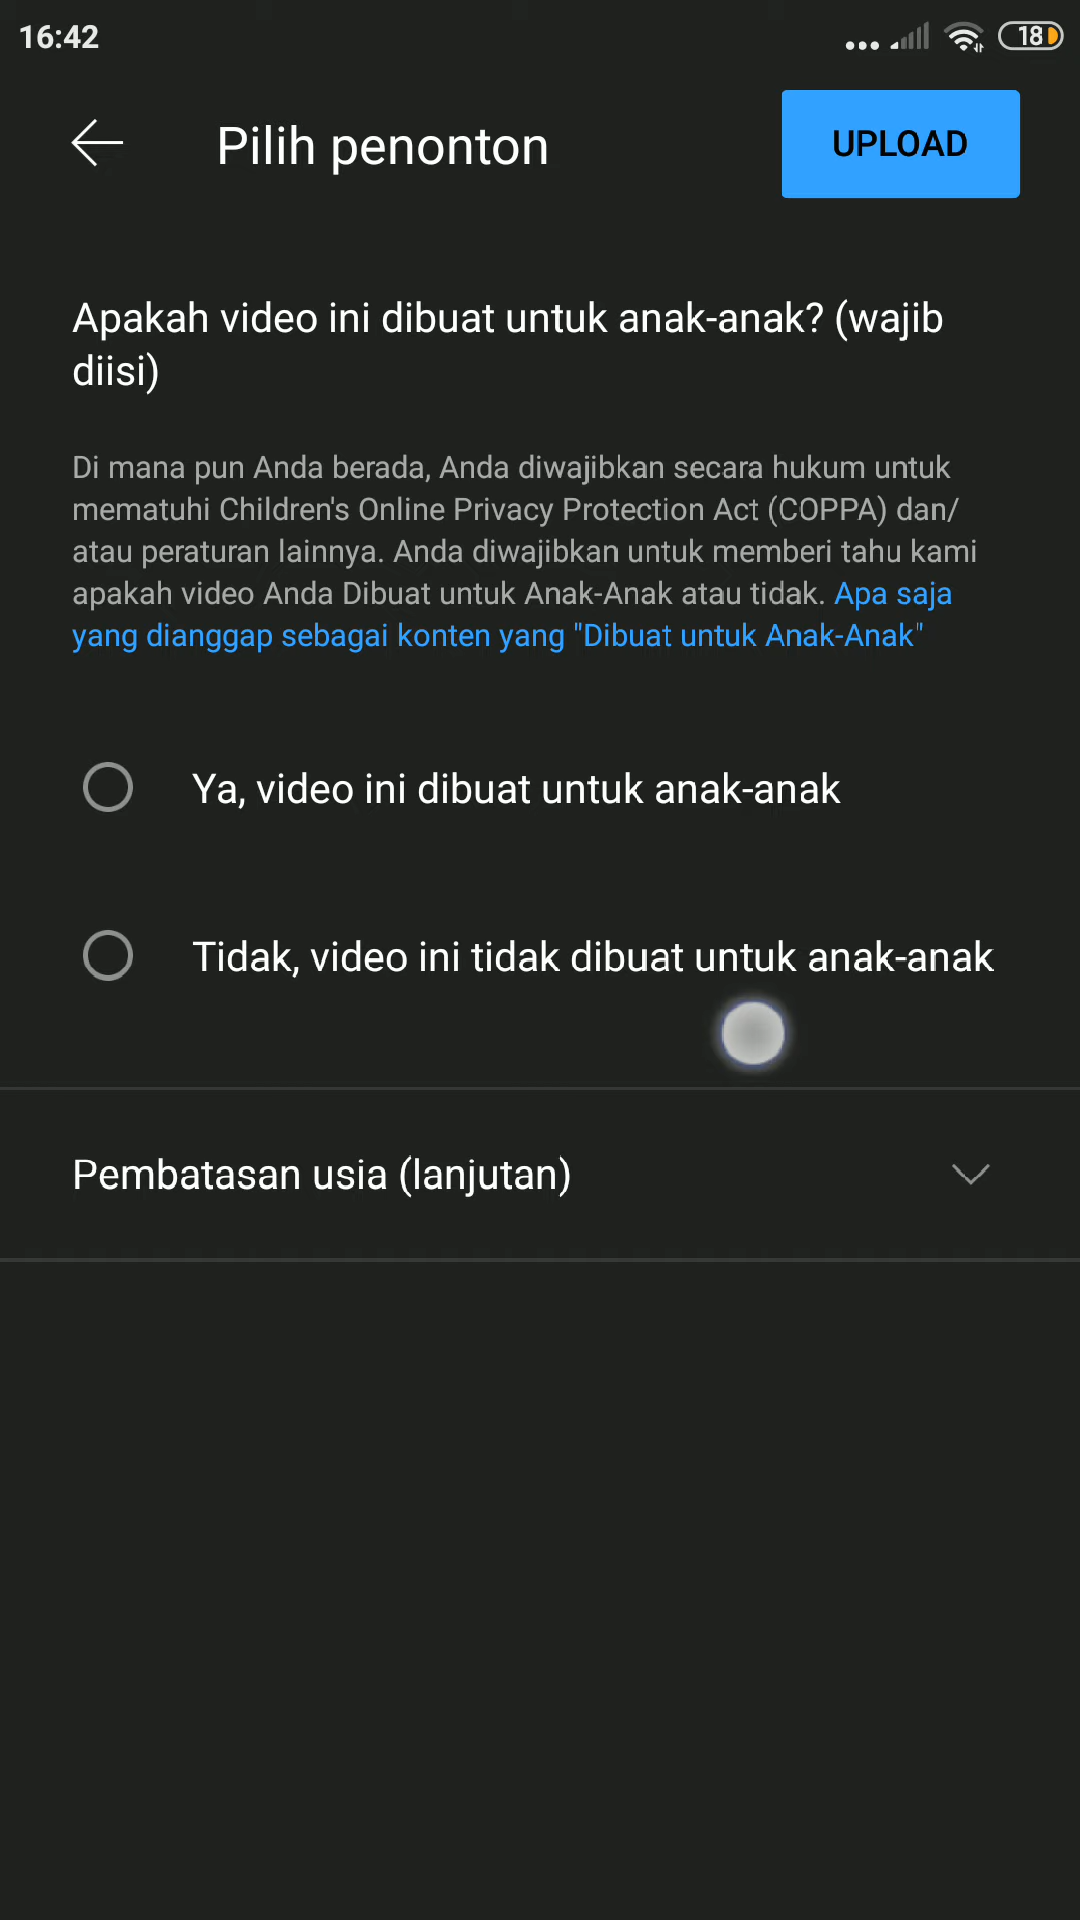 16:42
18
Pilih penonton
UPLOAD
Apakah video ini dibuat untuk anak-anak? (wajib
diisi)
Di mana pun Anda berada, Anda diwajibkan secara hukum untuk
mematuhi Children's Online Privacy Protection Act (COPPA) dan/
atau peraturan lainnya. Anda diwajibkan untuk memberi tahu kami
apakah video Anda Dibuat untuk Anak-Anak atau tidak. Apa saja
yang dianggap sebagai konten yang "Dibuat untuk Anak-Anak"
Ya, video ini dibuat untuk anak-anak
Tidak, video ini tidak dibuat untuk anak-anak
Pembatasan usia (lanjutan)